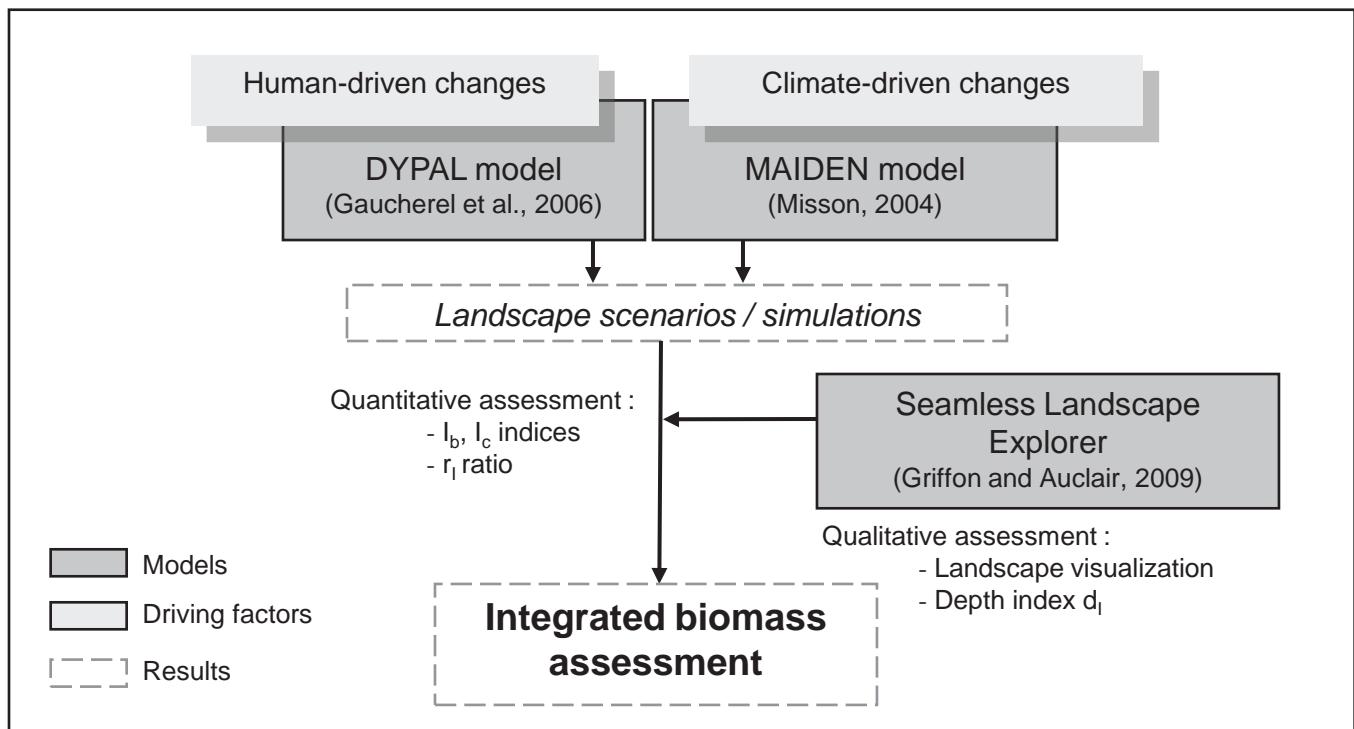 Human-driven changes
Climate-driven changes
DYPAL model
(Gaucherel et al., 2006)
MAIDEN model
(Misson, 2004)
Landscape scenarios / simulations
Quantitative assessment :
- Ib, Ic indices
- rl ratio
Seamless Landscape
Explorer
(Griffon and Auclair, 2009)
Qualitative assessment :
- Landscape visualization
- Depth index dl
Integrated biomass
assessment
Models
Driving factors
Results